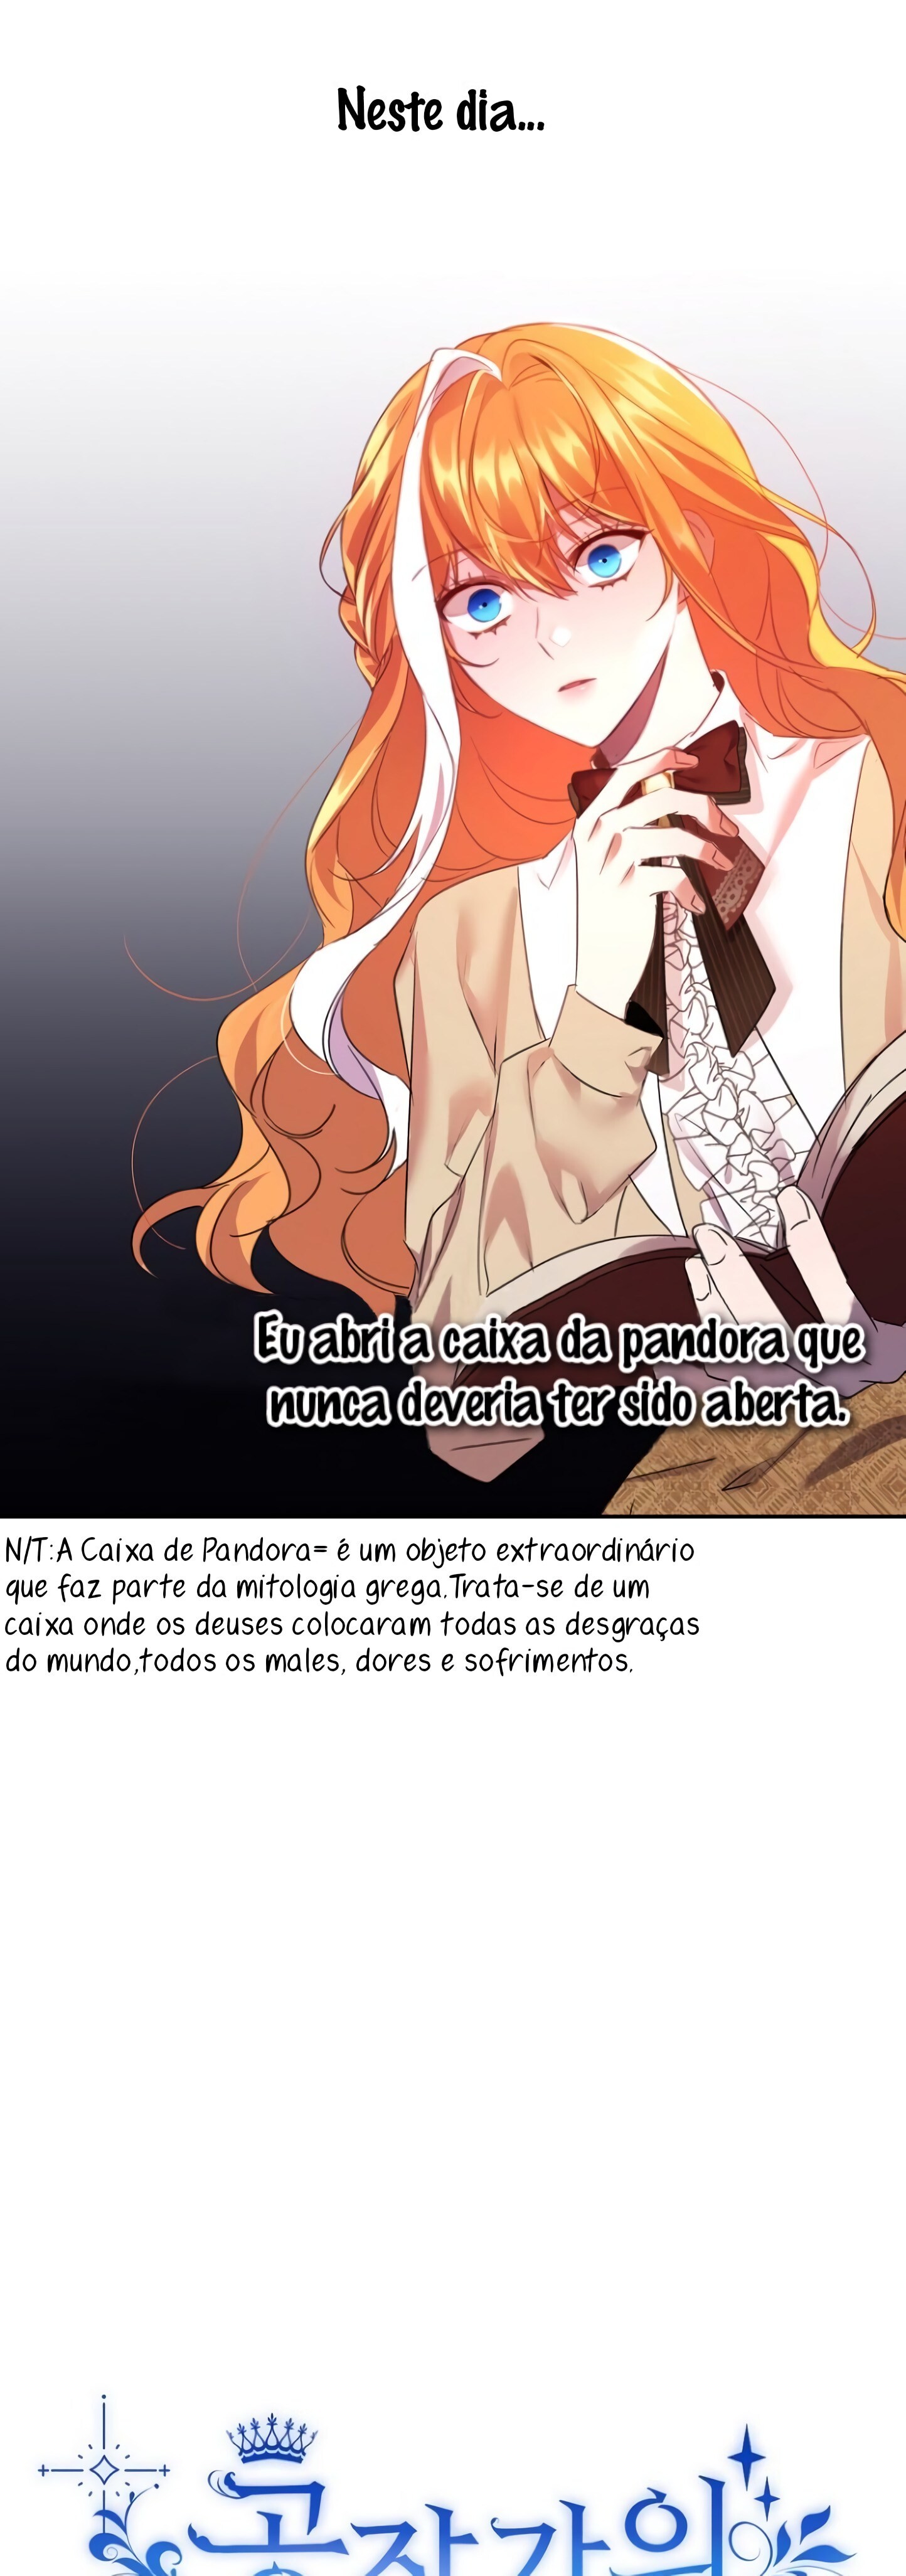 Neste dia...
Eu abri a caixa da pandora que
nunca deveria ter sido aberta.
N/T:A Caixa de Pandora= é um objeto extraordinário
que faz parte da mitologia grega.Trata-se de um
caixa onde os deuses colocaram todas as desgraças
do mundo,todos os males, dores e sofrimentos.